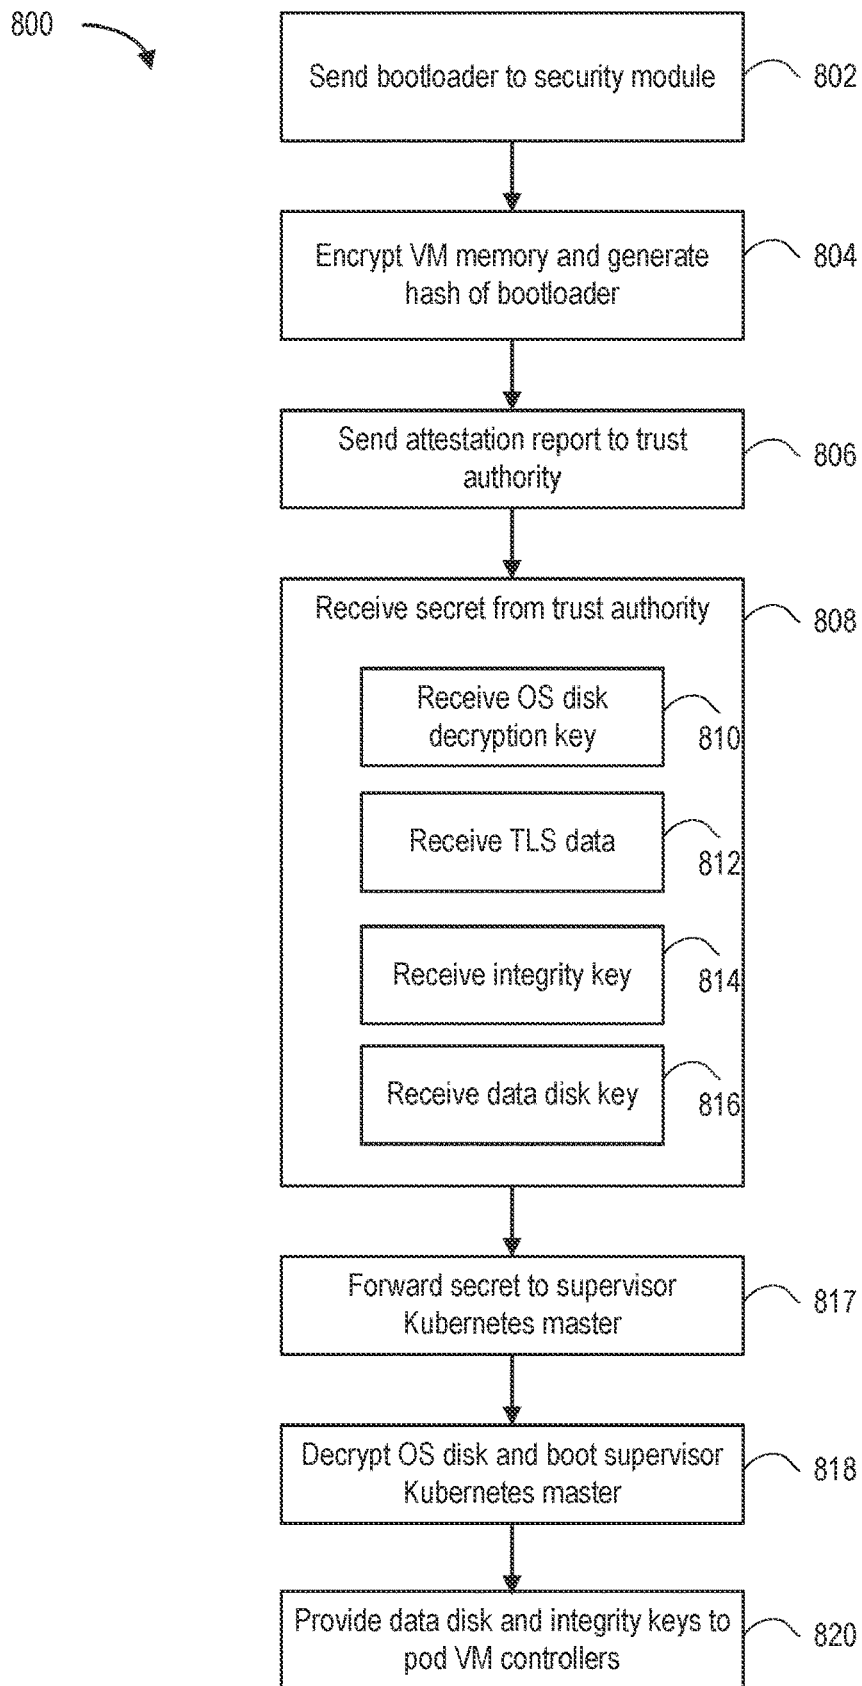 800
Send bootloader to security module
802
Encrypt VM memory and generate
hash of bootloader
804
Send attestation report to trust
authority
806
Receive secret from trust authority
808
Receive OS disk
decryption key
810
Receive TLS data
812
Receive integrity key
814
Receive data disk key
816
Forward secret to supervisor
Kubernetes master
817
Decrypt OS disk and boot supervisor
Kubernetes master
818
Provide data disk and integrity keys to
pod VM controllers
820